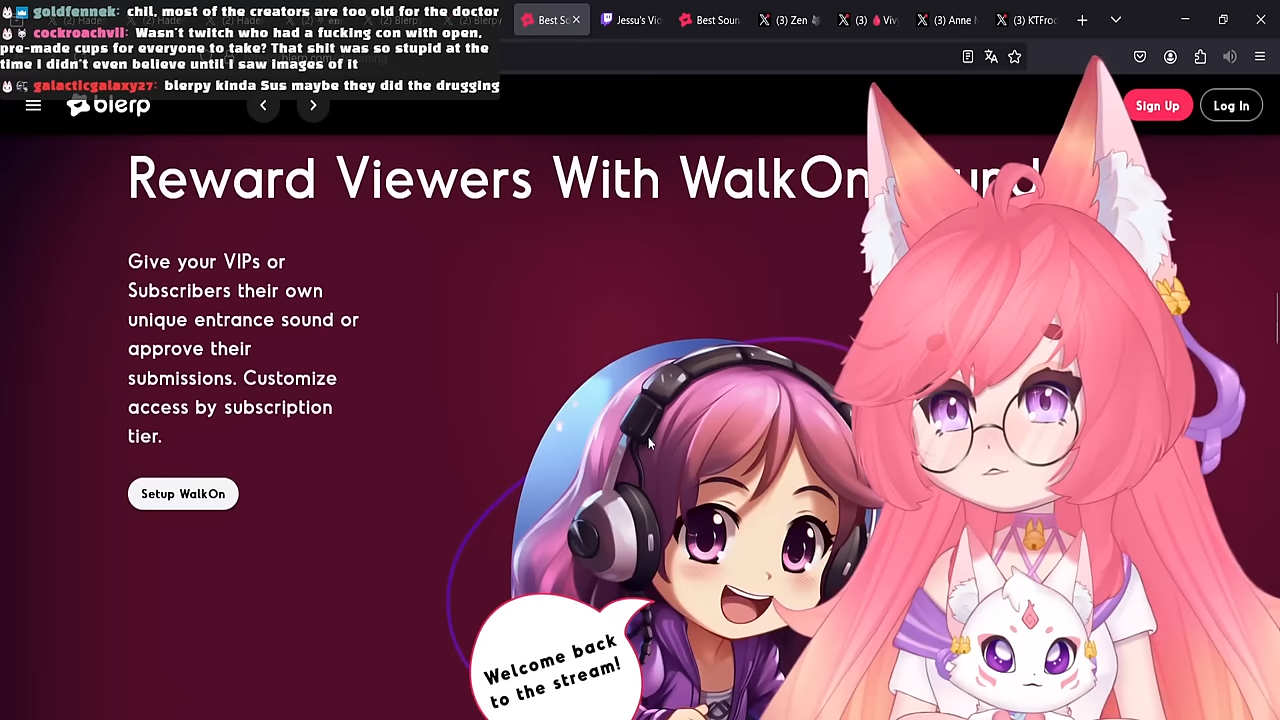 goldfennek: chil, most of the creators are too old for the doctor
cockroachvii: Wasn't twitch who had a fucking con with open,
pre-made cups for everyone to take? That shit was so stupid at the
time I didn't even believe until I saw images of it
galacticgalaxy27: blerpy kinda Sus maybe they did the drugging
Best Sc
Jessu's Vic
Best Soun
(3) Zen
(3)
Viv
(3) Anne
(3) KTFroc
blerp
Sign Up
Log In
Reward Viewers With WalkOn
Give your VIPs or
Subscribers their own
unique entrance sound or
approve their
submissions. Customize
access by subscription
tier.
Setup WalkOn
Welcome back
to the stream!